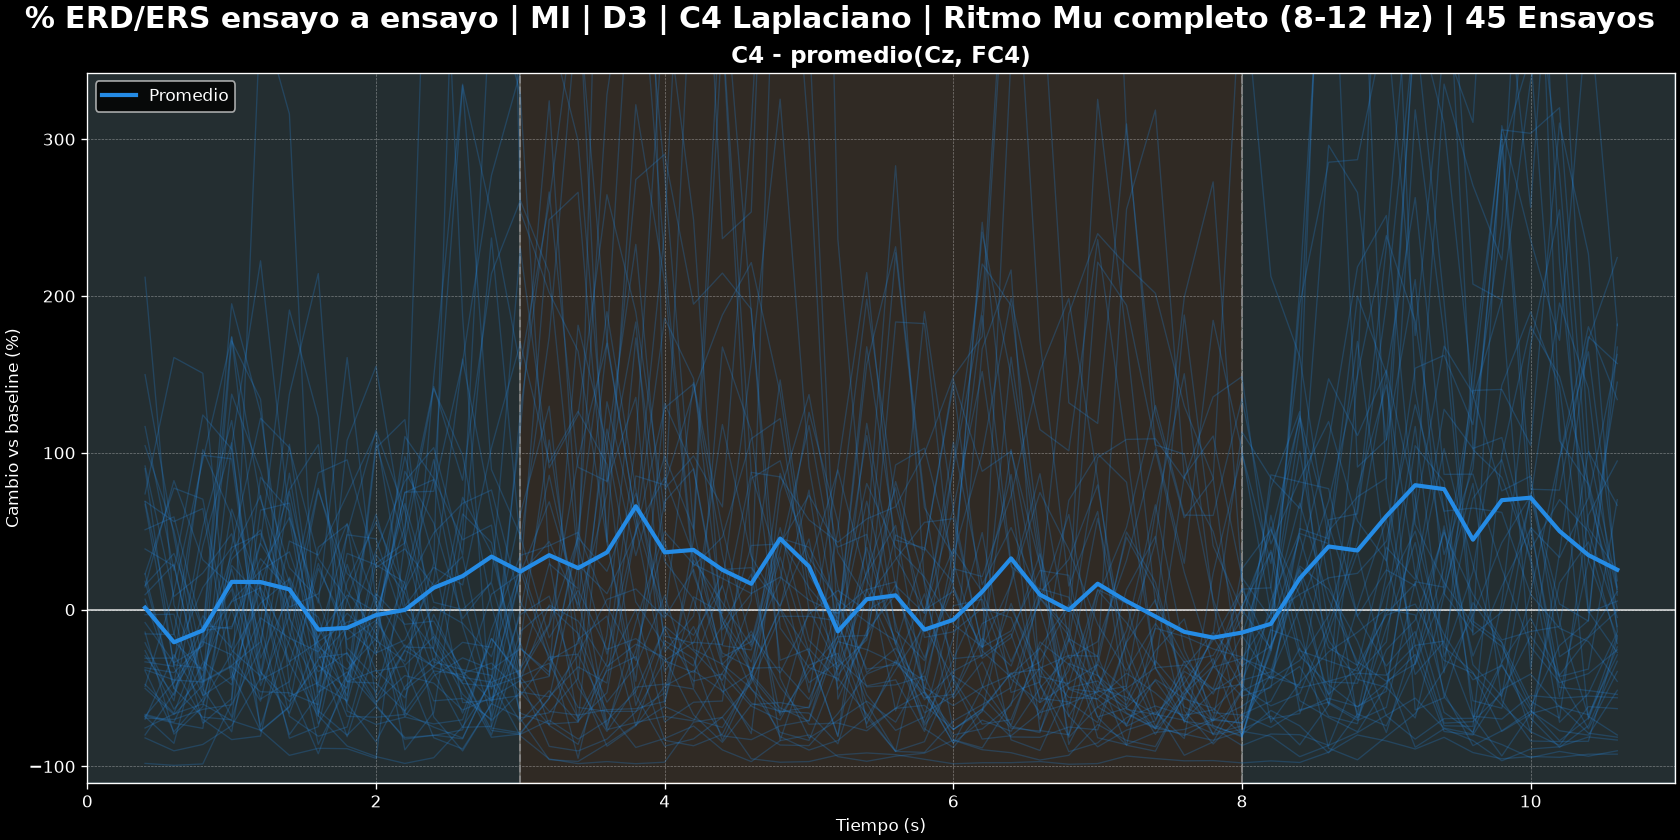 % ERD/ERS ensayo a ensayo | MI | D3 | C4 Laplaciano | Ritmo Mu completo (8-12 Hz) | 45 Ensayos
C4 - promedio(Cz, FC4)
Promedio
Cambio vs baseline (%)
300
200
100
0
−100
0 2 4 6 8 10
Tiempo (s)